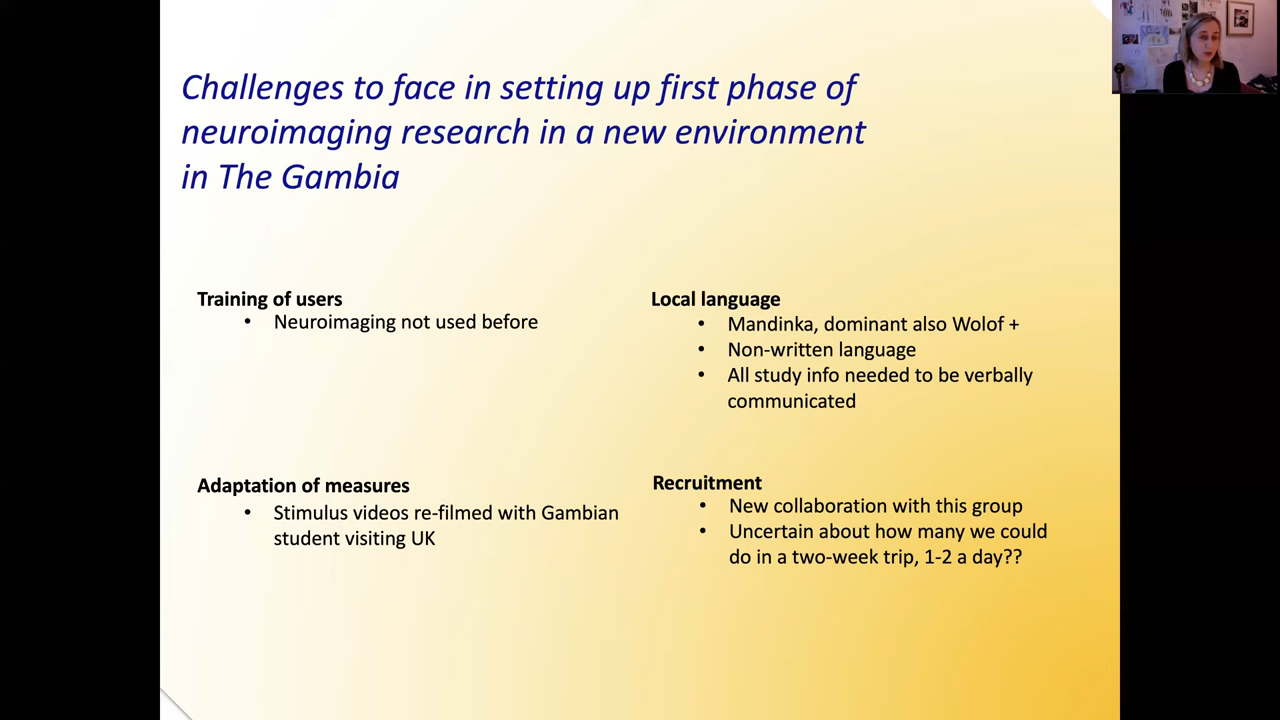 Challenges to face in setting up first phase of
neuroimaging research in a new environment
in The Gambia
Training of users
• Neuroimaging not used before
Local language
• Mandinka, dominant also Wolof +
• Non-written language
• All study info needed to be verbally
communicated
Adaptation of measures
• Stimulus videos re-filmed with Gambian
student visiting UK
Recruitment
• New collaboration with this group
• Uncertain about how many we could
do in a two-week trip, 1-2 a day??